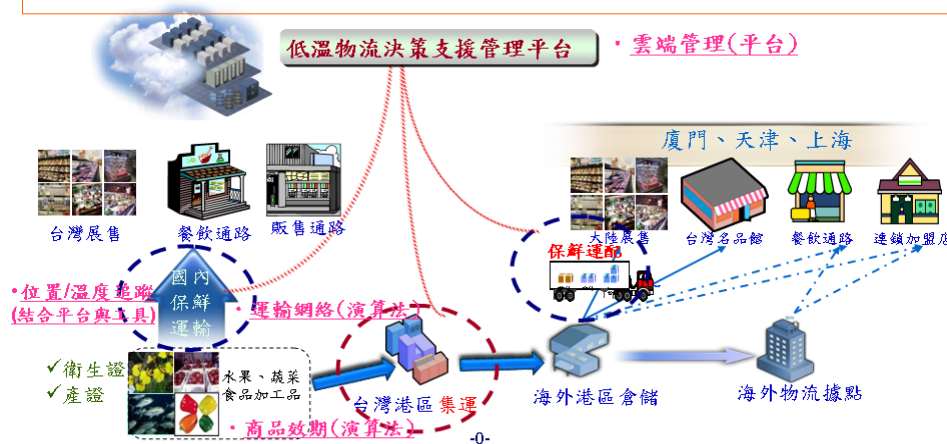 低溫物流決策支援管理平台
・雲端管理(平台)
廈門、天津、上海
台灣展售
餐飲通路
販售通路
大陸展售
台灣名品館
餐飲通路
連鎖加盟店
保鮮運配
國內
保鮮
運輸
・位置/溫度追蹤
(結合平台與工具)
・運輸網絡(演算法)
✓衛生證
✓產證
水果、蔬菜
食品加工品
台灣港區 集運
海外港區倉儲
海外物流據點
・商品效期(演算法)
-0-